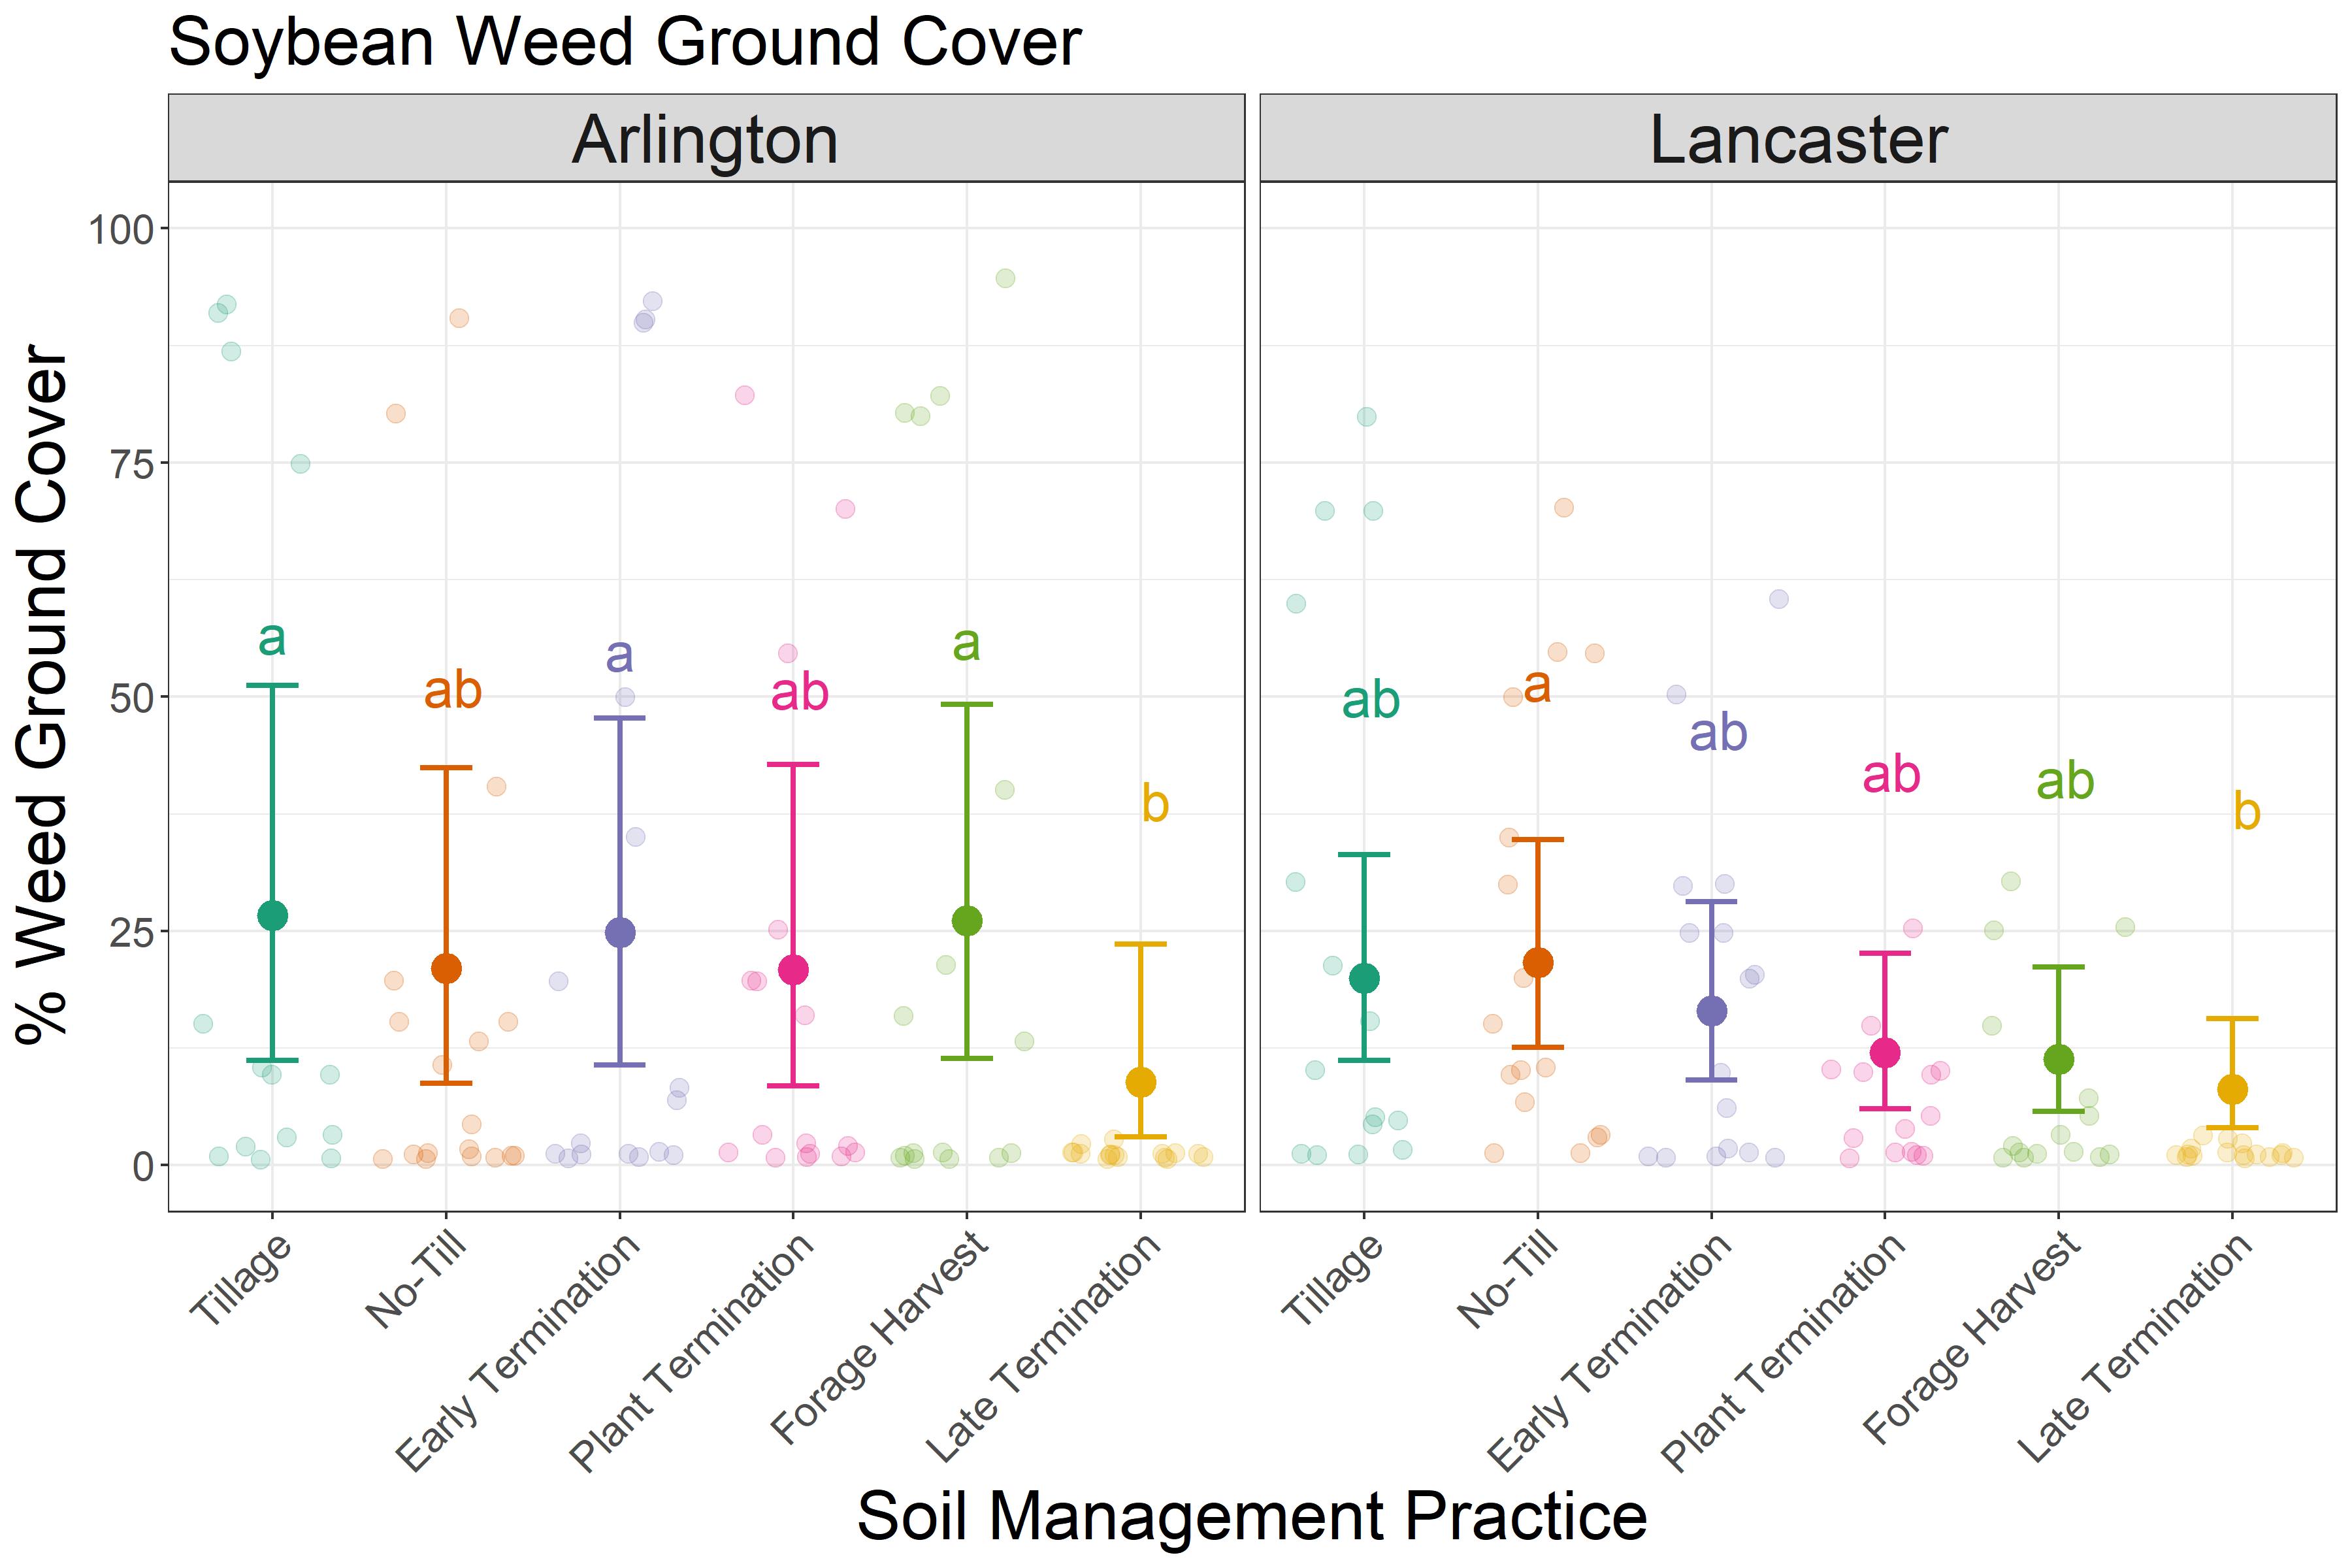 Soybean Weed Ground Cover
Arlington
Lancaster
% Weed Ground Cover
100
75
50
25
0
a
ab
a
ab
a
b
ab
a
ab
ab
ab
b
Tillage
No-Till
Early Termination
Plant Termination
Forage Harvest
Late Termination
Tillage
No-Till
Early Termination
Plant Termination
Forage Harvest
Late Termination
Soil Management Practice